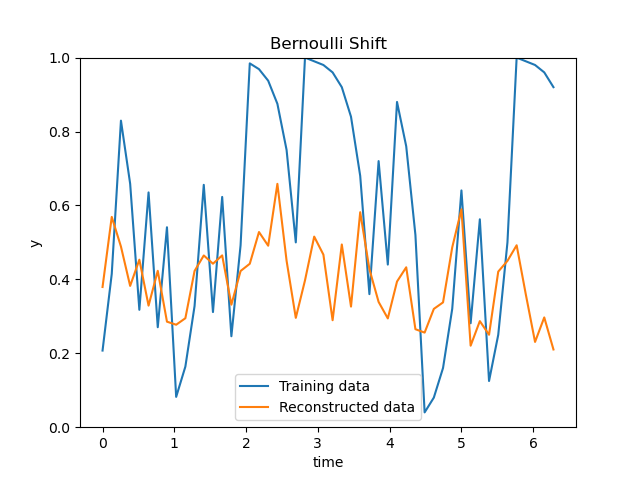 Bernoulli Shift
1.0
0.8
0.6
0.4
0.2
0.0
y
Training data
Reconstructed data
0 1 2 3 4 5 6
time